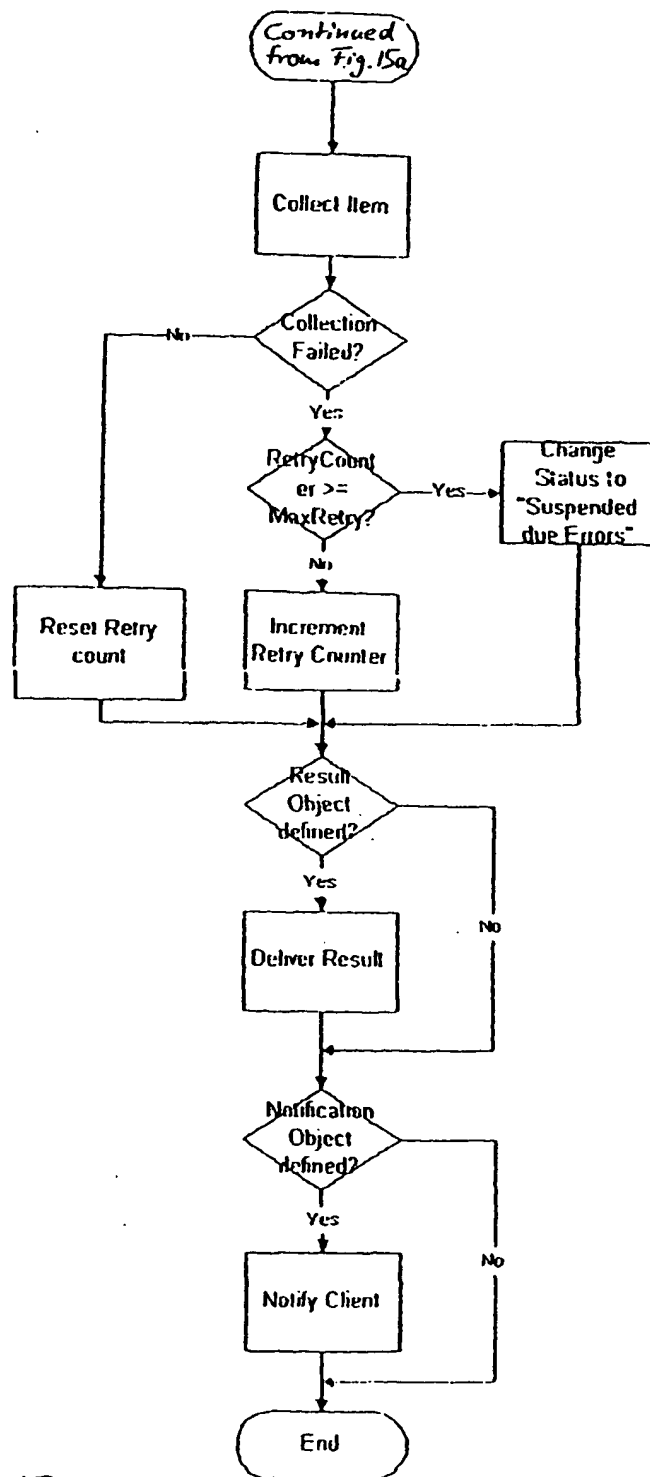 Continued
from Fig. 15a
Collect Item
Collection
Failed?
No
Yes
RetryCount
er >=
MaxRetry?
Yes
Change
Status to
"Suspended
due Errors"
No
Reset Retry
count
Increment
Retry Counter
Result
Object
defined?
Yes
No
Deliver Result
Notification
Object
defined?
Yes
No
Notify Client
End